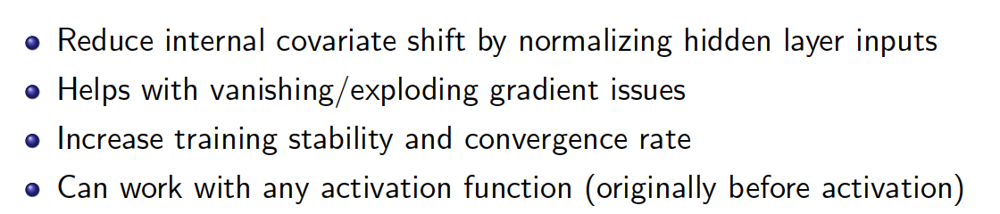 Reduce internal covariate shift by normalizing hidden layer inputs
Helps with vanishing/exploding gradient issues
Increase training stability and convergence rate
Can work with any activation function (originally before activation)